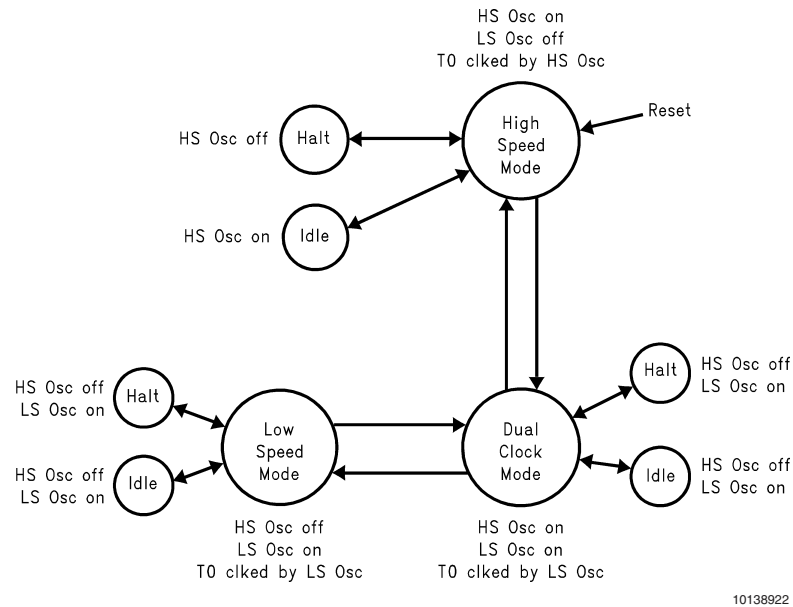 HS Osc on
LS Osc off
T0 clked by HS Osc
High
Speed
Mode
Reset
HS Osc off
Halt
HS Osc on
Idle
HS Osc off
LS Osc on
Halt
HS Osc off
LS Osc on
Idle
Low
Speed
Mode
HS Osc off
LS Osc on
T0 clked by LS Osc
Dual
Clock
Mode
HS Osc on
LS Osc on
T0 clked by LS Osc
Halt
HS Osc off
LS Osc on
Idle
HS Osc off
LS Osc on
10138922